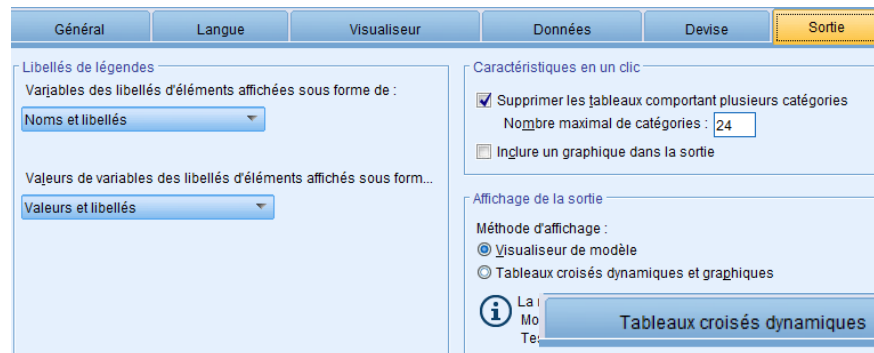 Général
Langue
Visualiseur
Données
Devise
Sortie
Libellés de légendes
Variables des libellés d'éléments affichées sous forme de :
Noms et libellés
Valeurs de variables des libellés d'éléments affichés sous form...
Valeurs et libellés
Caractéristiques en un clic
Supprimer les tableaux comportant plusieurs catégories
Nombre maximal de catégories : 24
Inclure un graphique dans la sortie
Affichage de la sortie
Méthode d'affichage :
Visualiseur de modèle
Tableaux croisés dynamiques et graphiques
Tableaux croisés dynamiques